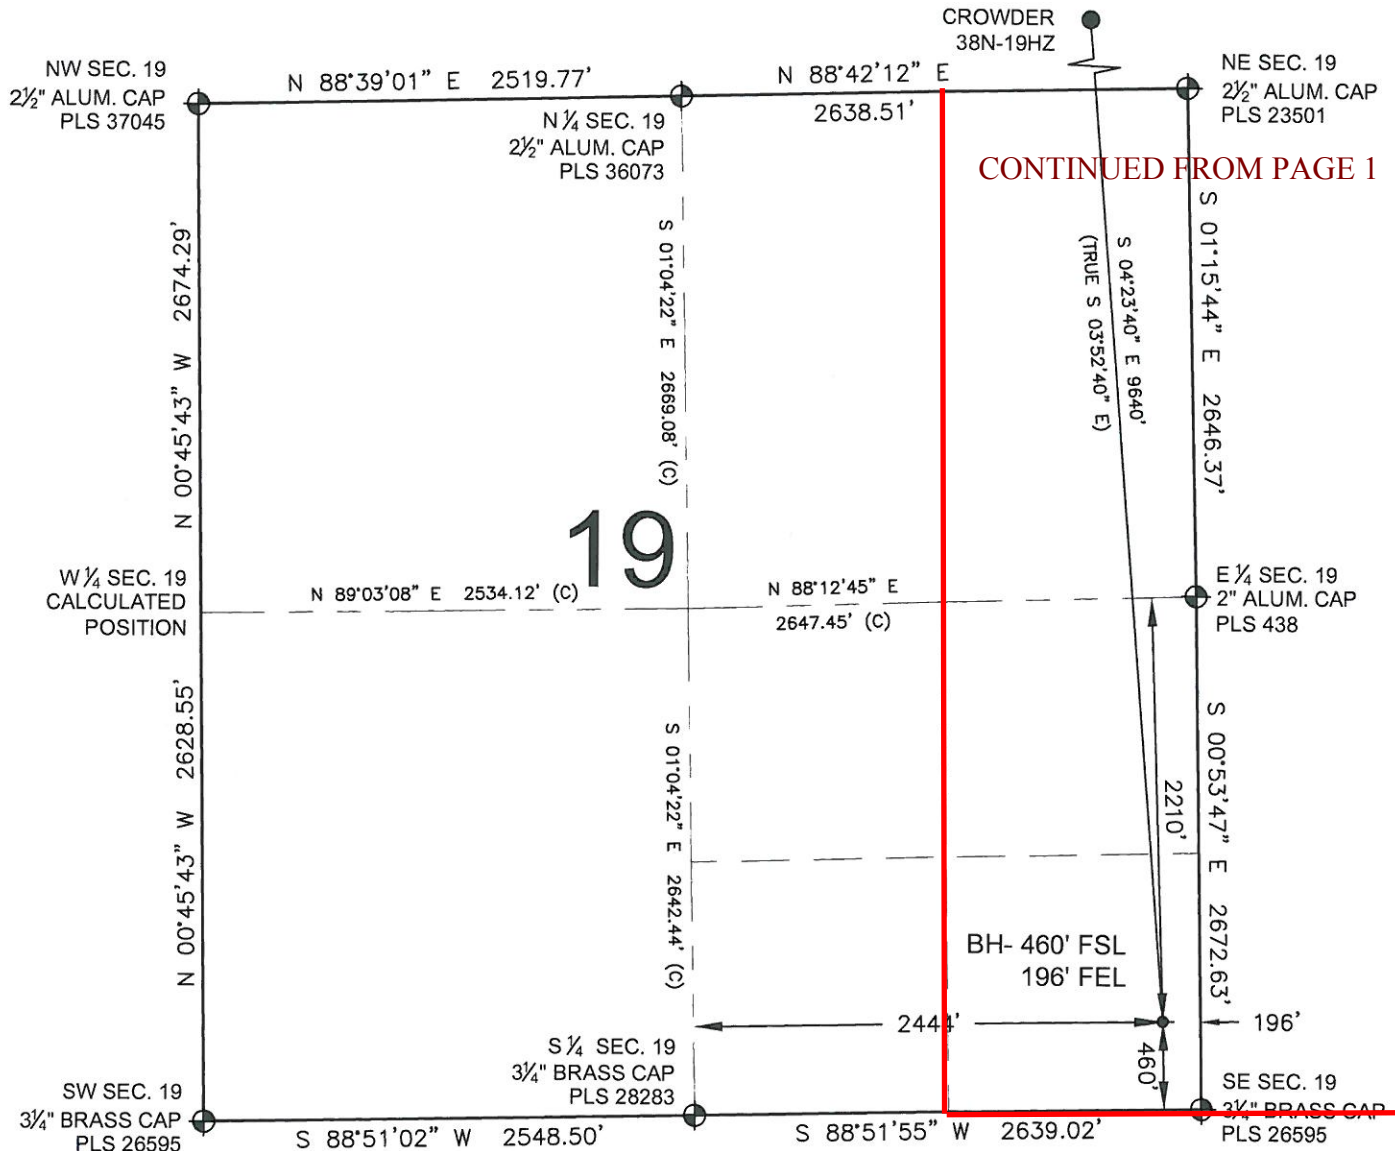 CROWDER
38N-19HZ
NW SEC. 19
2½" ALUM. CAP
PLS 37045
N 88°39'01" E 2519.77'
N ¼ SEC. 19
2½" ALUM. CAP
PLS 36073
N 88°42'12" E
2638.51'
NE SEC. 19
2½" ALUM. CAP
PLS 23501
CONTINUED FROM PAGE 1
N 00°45'43" W 2674.29'
S 01°04'22" E 2669.08' (C)
S 04°23'40" E 9640'
(TRUE S 03°52'40" E)
S 01°15'44" E 2646.37'
19
W ¼ SEC. 19
CALCULATED
POSITION
N 89°03'08" E 2534.12' (C)
N 88°12'45" E
2647.45' (C)
E ¼ SEC. 19
2" ALUM. CAP
PLS 438
N 00°45'43" W 2628.55'
S 01°04'22" E 2642.44' (C)
2210'
S 00°53'47" E 2672.63'
BH- 460' FSL
196' FEL
2444'
196'
460'
SW SEC. 19
3¼" BRASS CAP
PLS 26595
S 88°51'02" W 2548.50'
S ¼ SEC. 19
3¼" BRASS CAP
PLS 28283
S 88°51'55" W 2639.02'
SE SEC. 19
3¼" BRASS CAP
PLS 26595